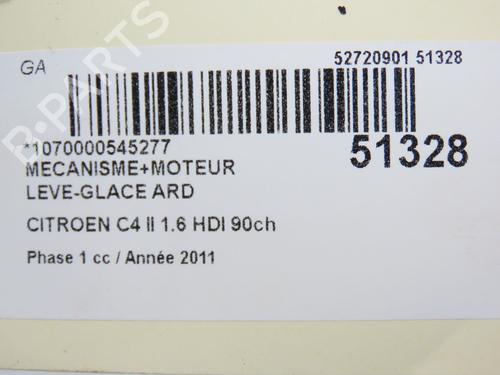 GA
52720901 51328
*1070000545277
51328
MECANISME+MOTEUR
LEVE-GLACE ARD
CITROEN C4 II 1.6 HDI 90ch
Phase 1 cc / Année 2011
B-PARTS